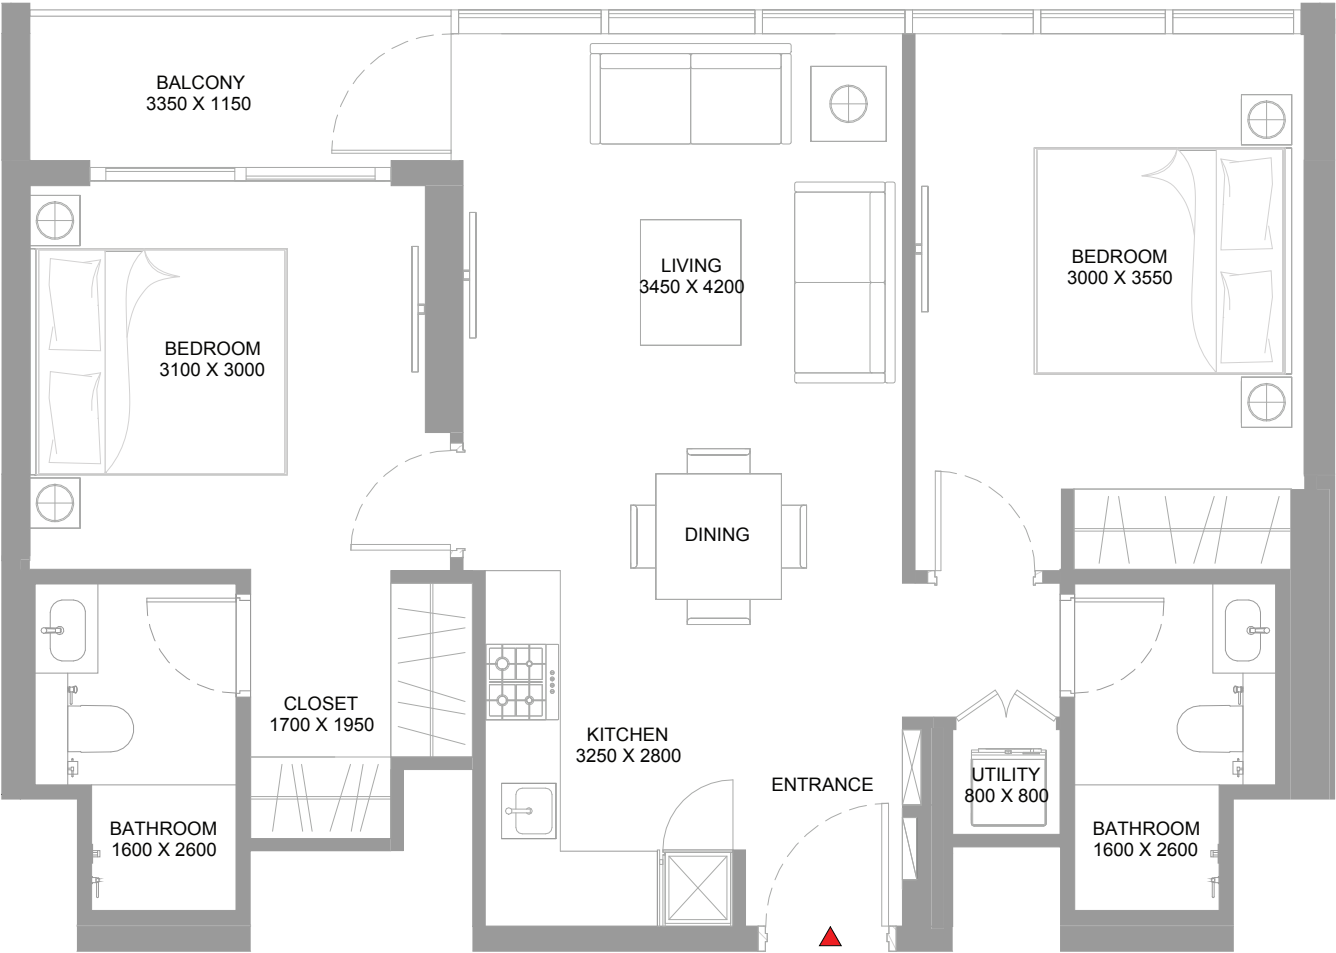 BALCONY
3350 X 1150
LIVING
3450 X 4200
BEDROOM
3000 X 3550
BEDROOM
3100 X 3000
DINING
CLOSET
1700 X 1950
KITCHEN
3250 X 2800
ENTRANCE
UTILITY
800 X 800
BATHROOM
1600 X 2600
BATHROOM
1600 X 2600